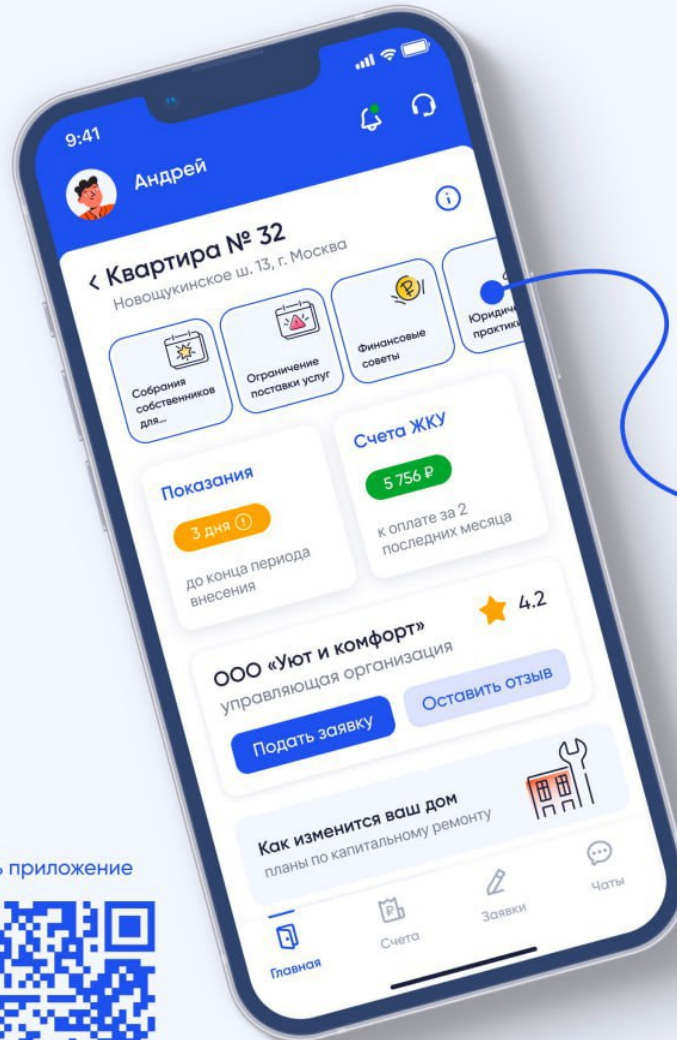 9:41
Андрей
Квартира № 32
Новощукинское ш. 13, г. Москва
Собрания
собственников
для...
Ограничение
поставки услуг
Финансовые
советы
практики
Показания
3 дня
до конца периода
внесения
Счета ЖКУ
5 756 ₽
к оплате за 2
последних месяца
ООО «Уют и комфорт»
4.2
управляющая организация
Подать заявку
Оставить отзыв
Как изменится ваш дом
планы по капитальному ремонту
Главная
Счета
Заявки
Чаты
приложение